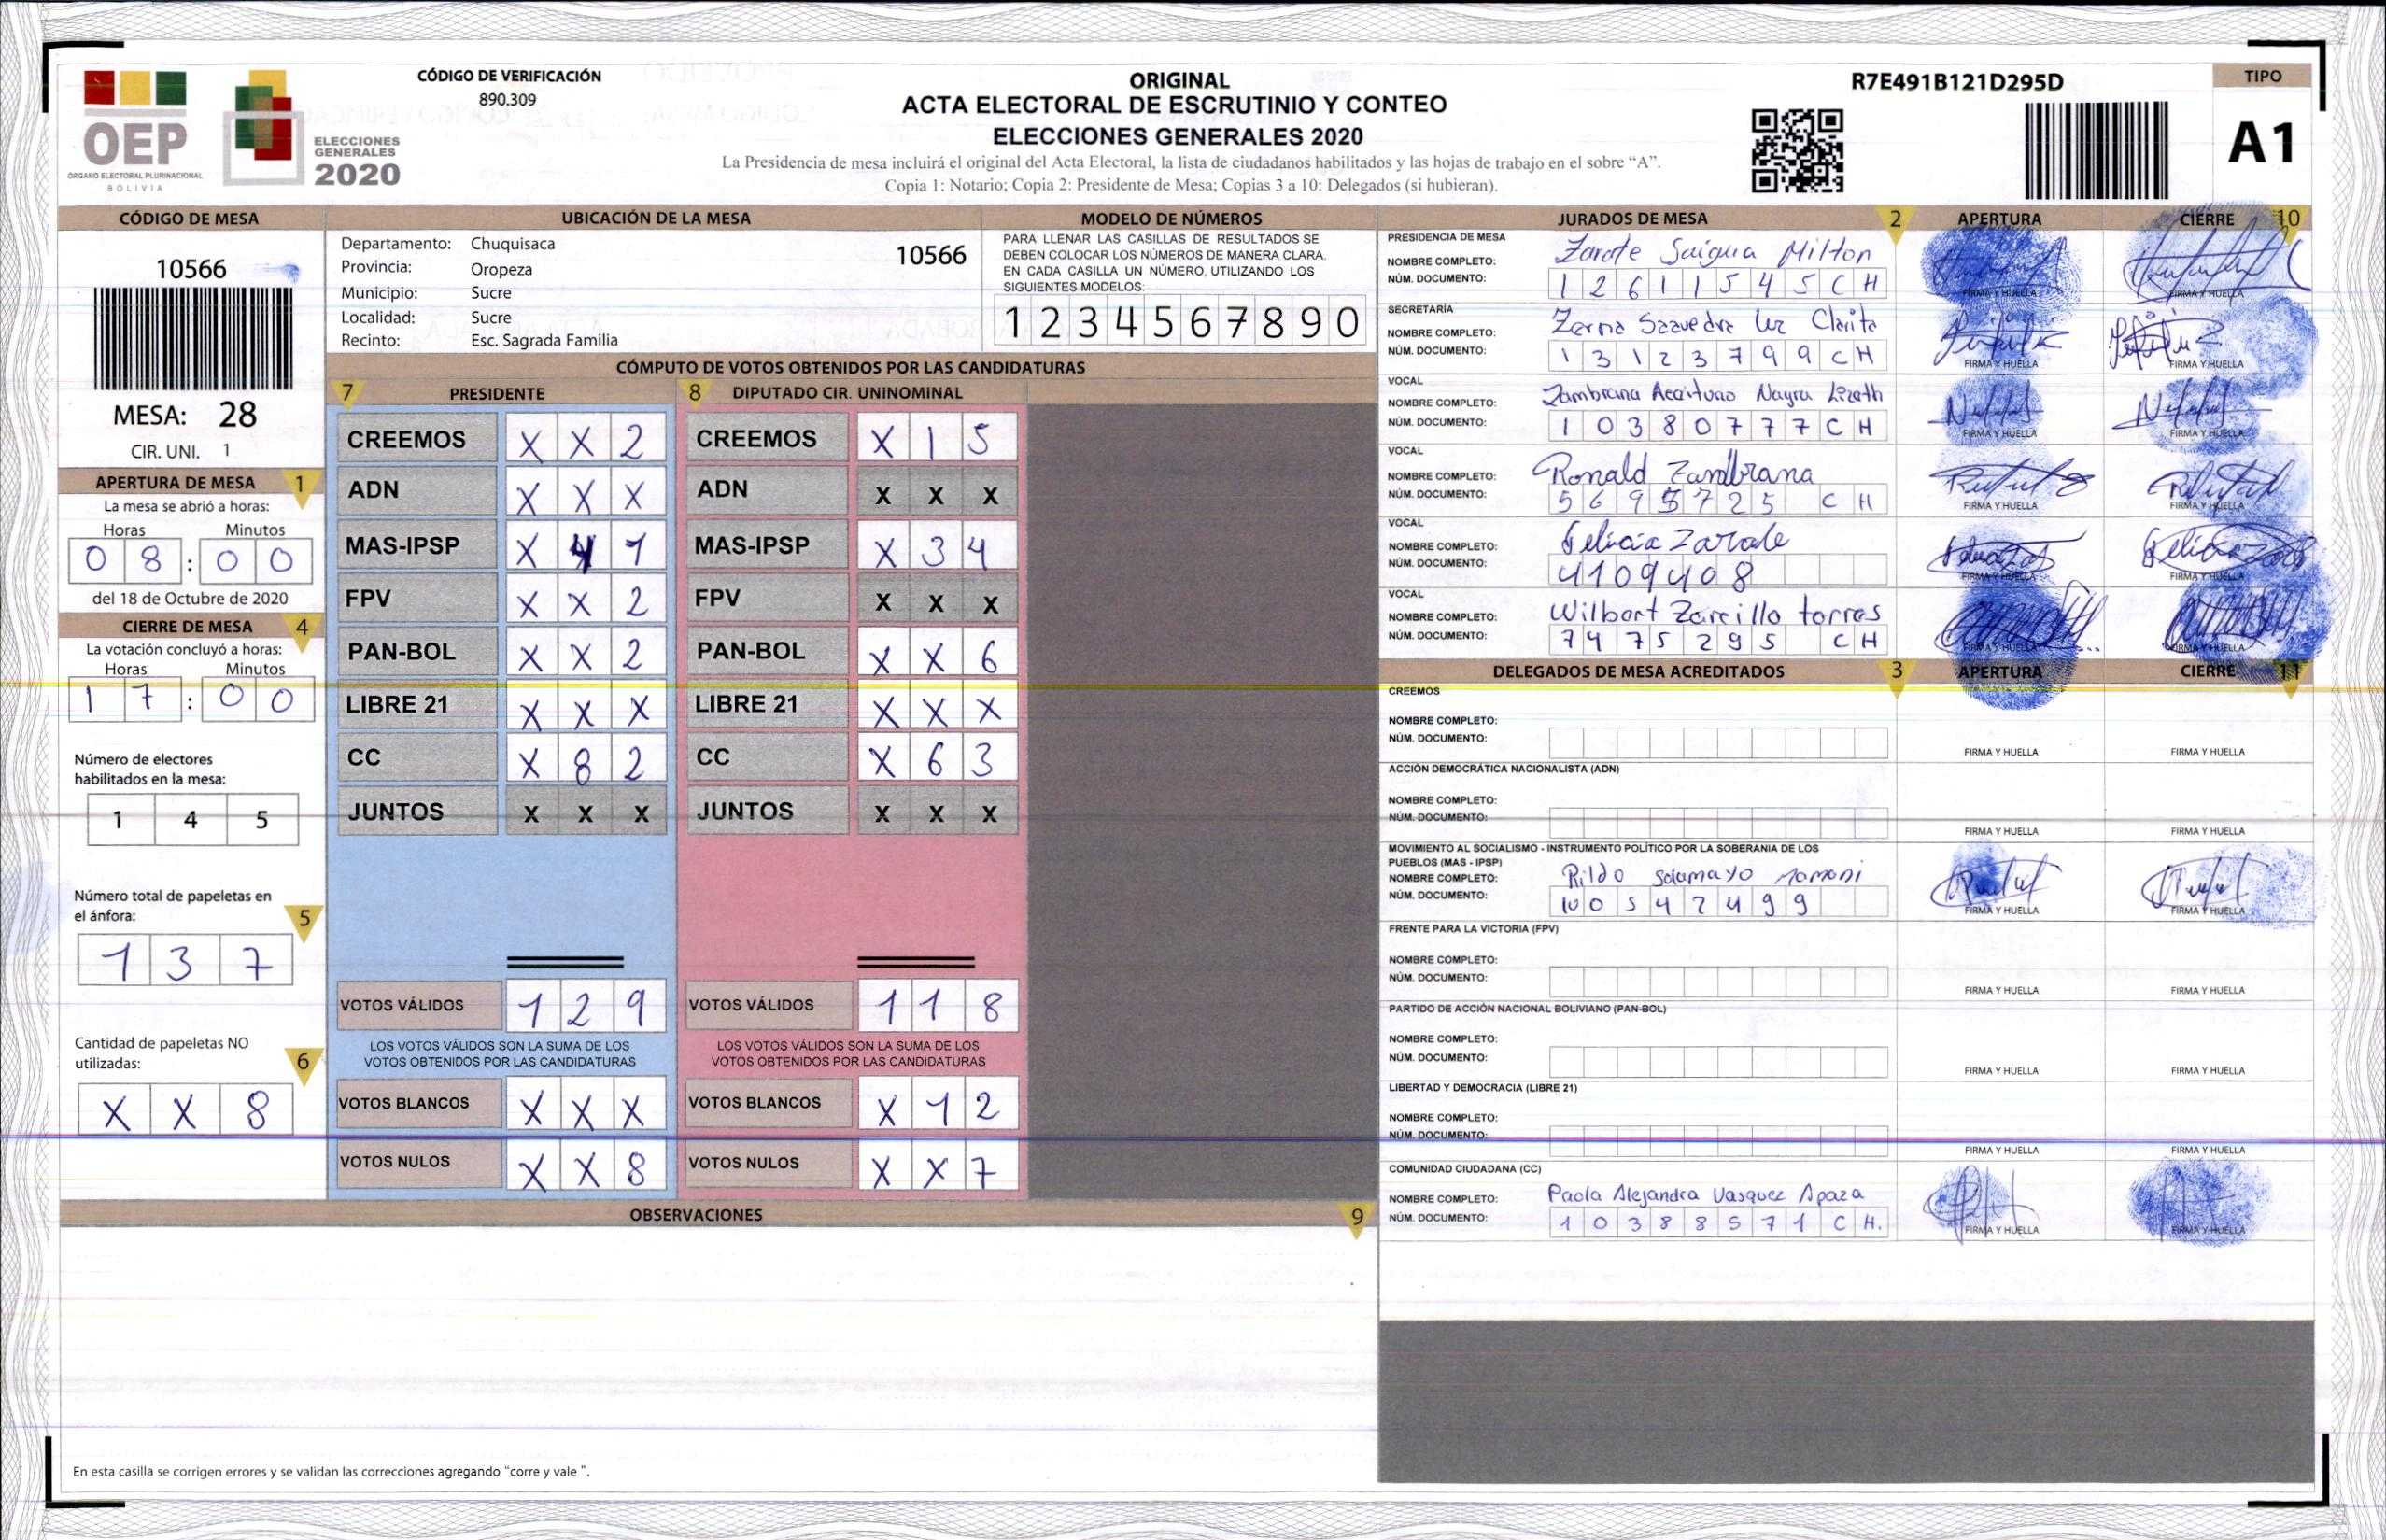 CÓDIGO DE VERIFICACIÓN
890.309
OEP
ÓRGANO ELECTORAL PLURINACIONAL
BOLIVIA
ELECCIONES
GENERALES
2020
ORIGINAL
ACTA ELECTORAL DE ESCRUTINIO Y CONTEO
ELECCIONES GENERALES 2020
La Presidencia de mesa incluirá el original del Acta Electoral, la lista de ciudadanos habilitados y las hojas de trabajo en el sobre “A”.
Copia 1: Notario; Copia 2: Presidente de Mesa; Copias 3 a 10: Delegados (si hubieran).
R7E491B121D295D
TIPO
A1
CÓDIGO DE MESA
10566
MESA: 28
CIR. UNI. 1
APERTURA DE MESA 1
La mesa se abrió a horas:
Horas Minutos
0 8 : 0 0
del 18 de Octubre de 2020
CIERRE DE MESA 4
La votación concluyó a horas:
Horas Minutos
1 7 : 0 0
Número de electores
habilitados en la mesa:
1 4 5
Número total de papeletas en
el ánfora: 5
1 3 7
Cantidad de papeletas NO
utilizadas: 6
X X 8
UBICACIÓN DE LA MESA
Departamento: Chuquisaca 10566
Provincia: Oropeza
Municipio: Sucre
Localidad: Sucre
Recinto: Esc. Sagrada Familia
MODELO DE NÚMEROS
PARA LLENAR LAS CASILLAS DE RESULTADOS SE
DEBEN COLOCAR LOS NÚMEROS DE MANERA CLARA.
EN CADA CASILLA UN NÚMERO, UTILIZANDO LOS
SIGUIENTES MODELOS:
1 2 3 4 5 6 7 8 9 0
CÓMPUTO DE VOTOS OBTENIDOS POR LAS CANDIDATURAS
7 PRESIDENTE
CREEMOS X X 2
ADN X X X
MAS-IPSP X 4 1
FPV X X 2
PAN-BOL X X 2
LIBRE 21 X X X
CC X 8 2
JUNTOS X X X
VOTOS VÁLIDOS 1 2 9
LOS VOTOS VÁLIDOS SON LA SUMA DE LOS
VOTOS OBTENIDOS POR LAS CANDIDATURAS
VOTOS BLANCOS X X X
VOTOS NULOS X X 8
8 DIPUTADO CIR. UNINOMINAL
CREEMOS X 1 5
ADN X X X
MAS-IPSP X 3 4
FPV X X X
PAN-BOL X X 6
LIBRE 21 X X X
CC X 6 3
JUNTOS X X X
VOTOS VÁLIDOS 1 1 8
LOS VOTOS VÁLIDOS SON LA SUMA DE LOS
VOTOS OBTENIDOS POR LAS CANDIDATURAS
VOTOS BLANCOS X 1 2
VOTOS NULOS X X 7
OBSERVACIONES 9
En esta casilla se corrigen errores y se validan las correcciones agregando “corre y vale ”.
JURADOS DE MESA 2 APERTURA CIERRE 10
PRESIDENCIA DE MESA
NOMBRE COMPLETO: Zarate Saigua Milton
NÚM. DOCUMENTO: 1 2 6 1 1 5 4 5 C H
FIRMA Y HUELLA FIRMA Y HUELLA
SECRETARÍA
NOMBRE COMPLETO: Saavedra Luz Clarita
NÚM. DOCUMENTO: 1 3 1 2 3 7 9 9 C H
FIRMA Y HUELLA FIRMA Y HUELLA
VOCAL
NOMBRE COMPLETO: Zambrana Nayra Lizeth
NÚM. DOCUMENTO: 1 0 3 8 0 7 7 7 C H
FIRMA Y HUELLA FIRMA Y HUELLA
VOCAL
NOMBRE COMPLETO: Ronald Zambrana
NÚM. DOCUMENTO: 5 6 9 5 7 2 5 C H
FIRMA Y HUELLA FIRMA Y HUELLA
VOCAL
NOMBRE COMPLETO: Felicia Zarate
NÚM. DOCUMENTO: 4 1 0 9 4 0 8
FIRMA Y HUELLA FIRMA Y HUELLA
VOCAL
NOMBRE COMPLETO: Wilbert Zarcillo torres
NÚM. DOCUMENTO: 7 4 7 5 2 9 5 C H
FIRMA Y HUELLA FIRMA Y HUELLA
DELEGADOS DE MESA ACREDITADOS 3 APERTURA CIERRE 11
CREEMOS
NOMBRE COMPLETO:
NÚM. DOCUMENTO:
FIRMA Y HUELLA FIRMA Y HUELLA
ACCIÓN DEMOCRÁTICA NACIONALISTA (ADN)
NOMBRE COMPLETO:
NÚM. DOCUMENTO:
FIRMA Y HUELLA FIRMA Y HUELLA
MOVIMIENTO AL SOCIALISMO - INSTRUMENTO POLÍTICO POR LA SOBERANIA DE LOS
PUEBLOS (MAS - IPSP)
NOMBRE COMPLETO: Rildo Solamayo Mamani
NÚM. DOCUMENTO: 10 0 5 4 7 4 9 9
FIRMA Y HUELLA FIRMA Y HUELLA
FRENTE PARA LA VICTORIA (FPV)
NOMBRE COMPLETO:
NÚM. DOCUMENTO:
FIRMA Y HUELLA FIRMA Y HUELLA
PARTIDO DE ACCIÓN NACIONAL BOLIVIANO (PAN-BOL)
NOMBRE COMPLETO:
NÚM. DOCUMENTO:
FIRMA Y HUELLA FIRMA Y HUELLA
LIBERTAD Y DEMOCRACIA (LIBRE 21)
NOMBRE COMPLETO:
NÚM. DOCUMENTO:
FIRMA Y HUELLA FIRMA Y HUELLA
COMUNIDAD CIUDADANA (CC)
NOMBRE COMPLETO: Paola Alejandra Vasquez Apaza
NÚM. DOCUMENTO: 1 0 3 8 8 5 7 1 C H.
FIRMA Y HUELLA FIRMA Y HUELLA